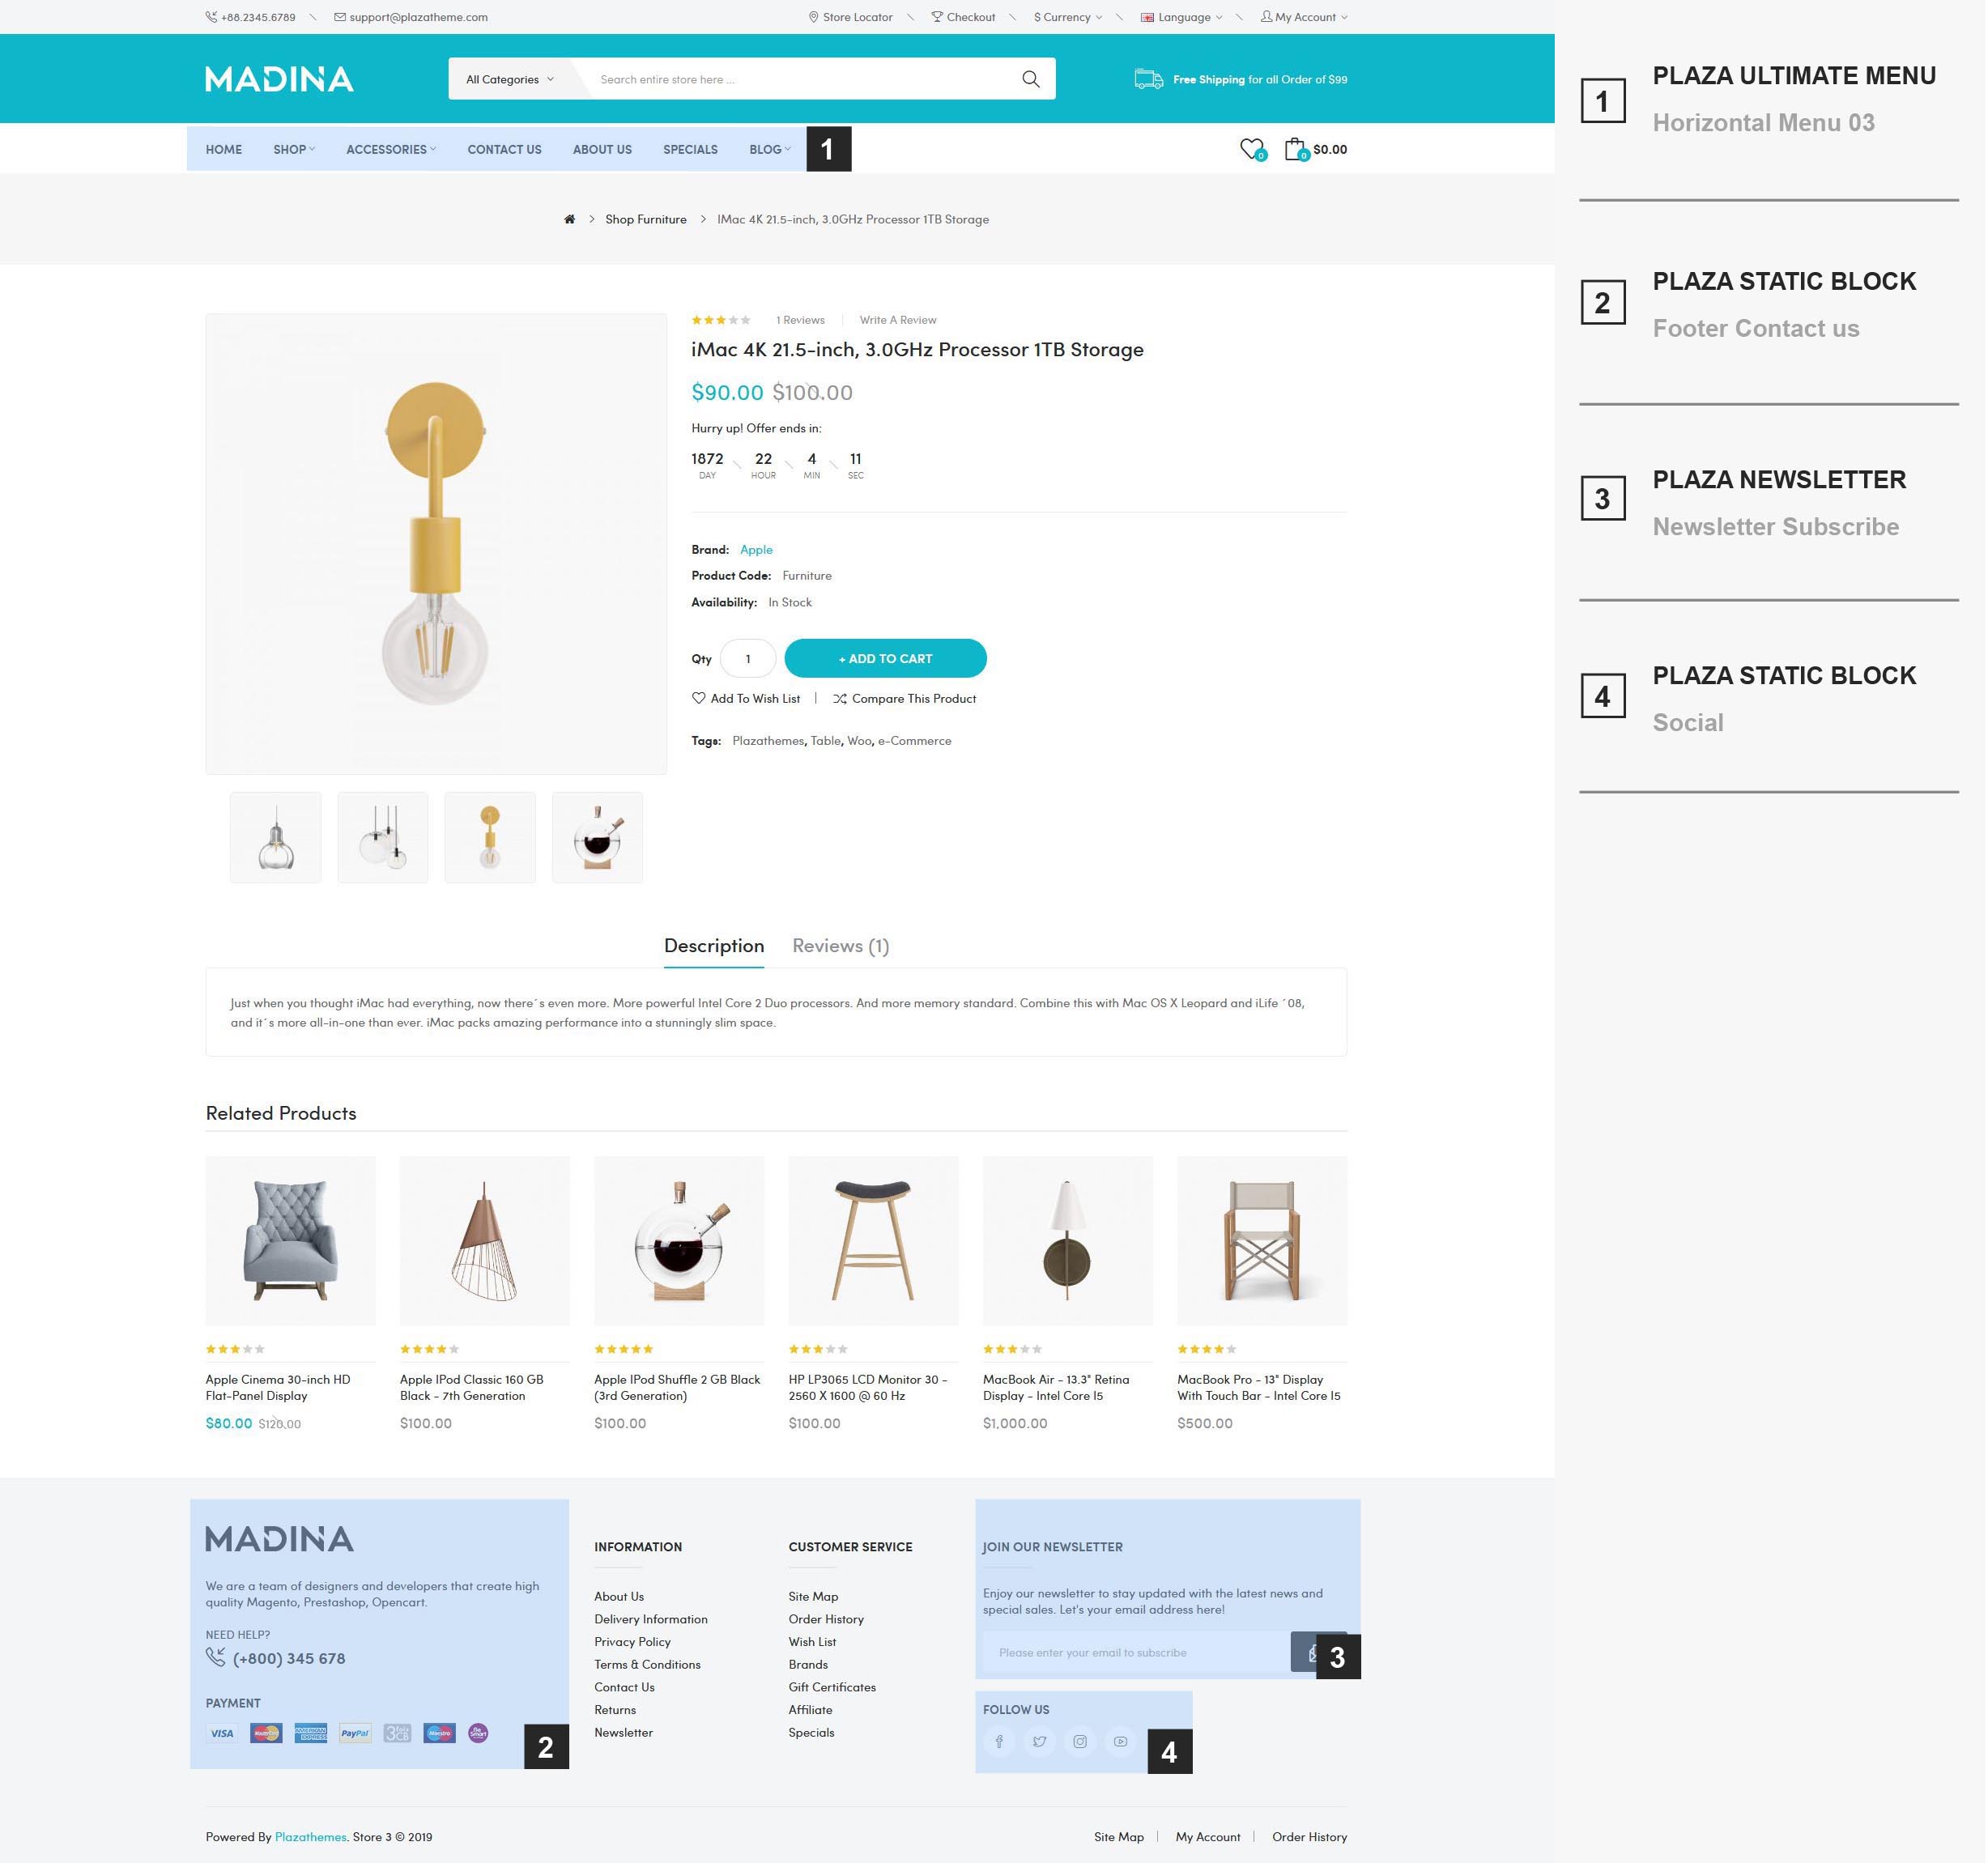 +88.2345.6789
support@plazatheme.com
Store Locator
Checkout
$ Currency
Language
My Account
MADINA
All Categories
Search entire store here ...
Free Shipping for all Order of $99
HOME
SHOP
ACCESSORIES
CONTACT US
ABOUT US
SPECIALS
BLOG
1
0
0
$0.00
Shop Furniture
IMac 4K 21.5-inch, 3.0GHz Processor 1TB Storage
1 Reviews
Write A Review
iMac 4K 21.5-inch, 3.0GHz Processor 1TB Storage
$90.00 $100.00
Hurry up! Offer ends in:
1872 22 4 11
DAY HOUR MIN SEC
Brand: Apple
Product Code: Furniture
Availability: In Stock
Qty 1 + ADD TO CART
Add To Wish List
Compare This Product
Tags: Plazathemes, Table, Woo, e-Commerce
Description Reviews (1)
Just when you thought iMac had everything, now there´s even more. More powerful Intel Core 2 Duo processors. And more memory standard. Combine this with Mac OS X Leopard and iLife ´08,
and it´s more all-in-one than ever. iMac packs amazing performance into a stunningly slim space.
Related Products
Apple Cinema 30-inch HD
Flat-Panel Display
$80.00 $120.00
Apple IPod Classic 160 GB
Black - 7th Generation
$100.00
Apple IPod Shuffle 2 GB Black
(3rd Generation)
$100.00
HP LP3065 LCD Monitor 30 -
2560 X 1600 @ 60 Hz
$100.00
MacBook Air - 13.3" Retina
Display - Intel Core I5
$1,000.00
MacBook Pro - 13" Display
With Touch Bar - Intel Core I5
$500.00
MADINA
We are a team of designers and developers that create high
quality Magento, Prestashop, Opencart.
NEED HELP?
(+800) 345 678
PAYMENT
VISA
MasterCard
AMERICAN EXPRESS
PayPal
Maestro
2
INFORMATION
About Us
Delivery Information
Privacy Policy
Terms & Conditions
Contact Us
Returns
Newsletter
CUSTOMER SERVICE
Site Map
Order History
Wish List
Brands
Gift Certificates
Affiliate
Specials
JOIN OUR NEWSLETTER
Enjoy our newsletter to stay updated with the latest news and
special sales. Let's your email address here!
Please enter your email to subscribe
3
FOLLOW US
4
Powered By Plazathemes. Store 3 © 2019
Site Map
My Account
Order History
1
PLAZA ULTIMATE MENU
Horizontal Menu 03
2
PLAZA STATIC BLOCK
Footer Contact us
3
PLAZA NEWSLETTER
Newsletter Subscribe
4
PLAZA STATIC BLOCK
Social